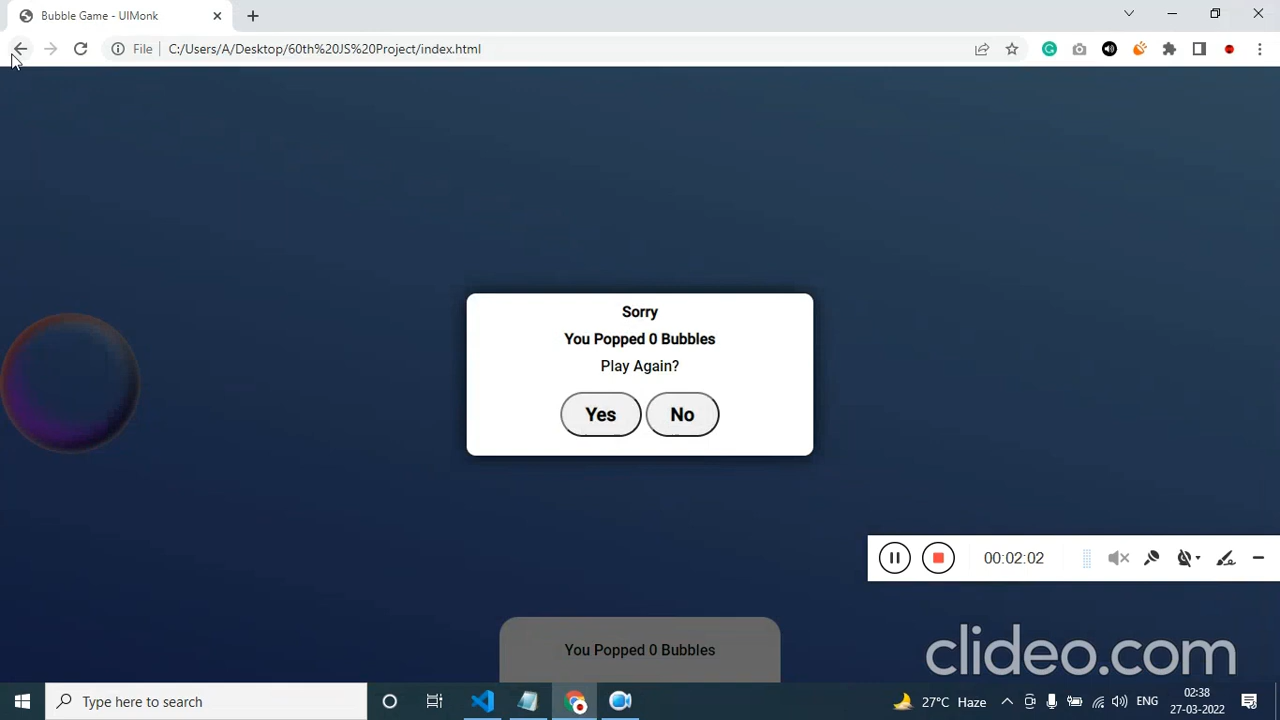 Bubble Game - UIMonk
File
C:/Users/A/Desktop/60th%20JS%20Project/index.html
Sorry
You Popped 0 Bubbles
Play Again?
Yes No
00:02:02
You Popped 0 Bubbles
clideo.com
Type here to search
27°C Haze
ENG
02:38
27-03-2022